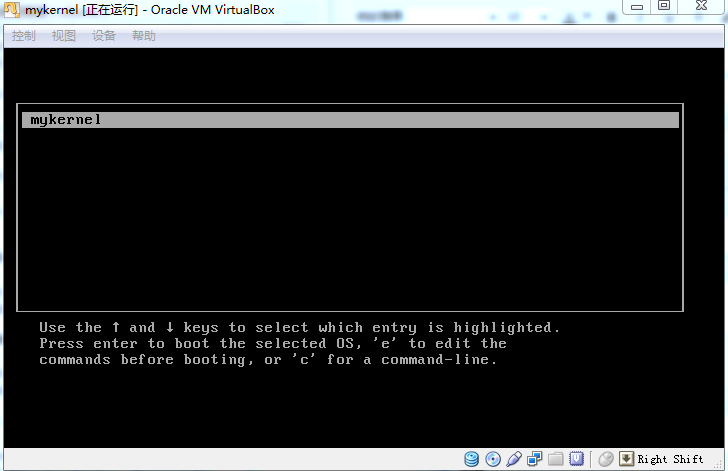 mykernel [正在运行] - Oracle VM VirtualBox
控制 视图 设备 帮助
mykernel
Use the ↑ and ↓ keys to select which entry is highlighted.
Press enter to boot the selected OS, 'e' to edit the
commands before booting, or 'c' for a command-line.
Right Shift